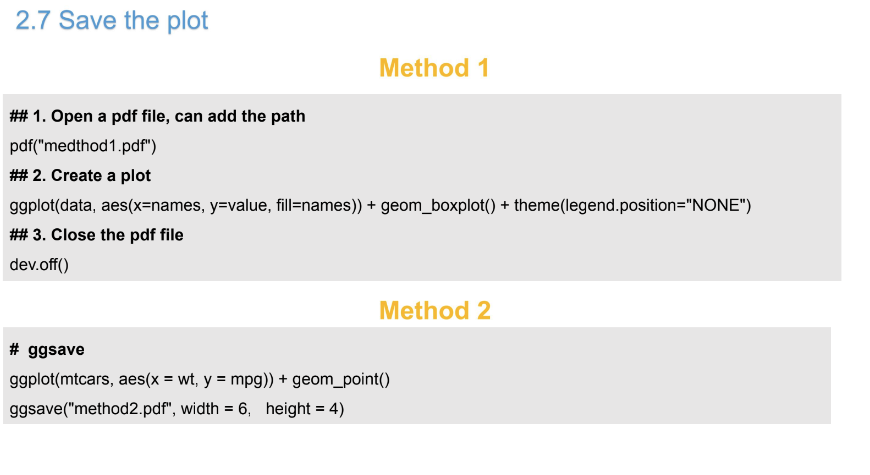 2.7 Save the plot
Method 1
## 1. Open a pdf file, can add the path
pdf("medthod1.pdf")
## 2. Create a plot
ggplot(data, aes(x=names, y=value, fill=names)) + geom_boxplot() + theme(legend.position="NONE")
## 3. Close the pdf file
dev.off()
Method 2
#  ggsave
ggplot(mtcars, aes(x = wt, y = mpg)) + geom_point()
ggsave("method2.pdf", width = 6,   height = 4)